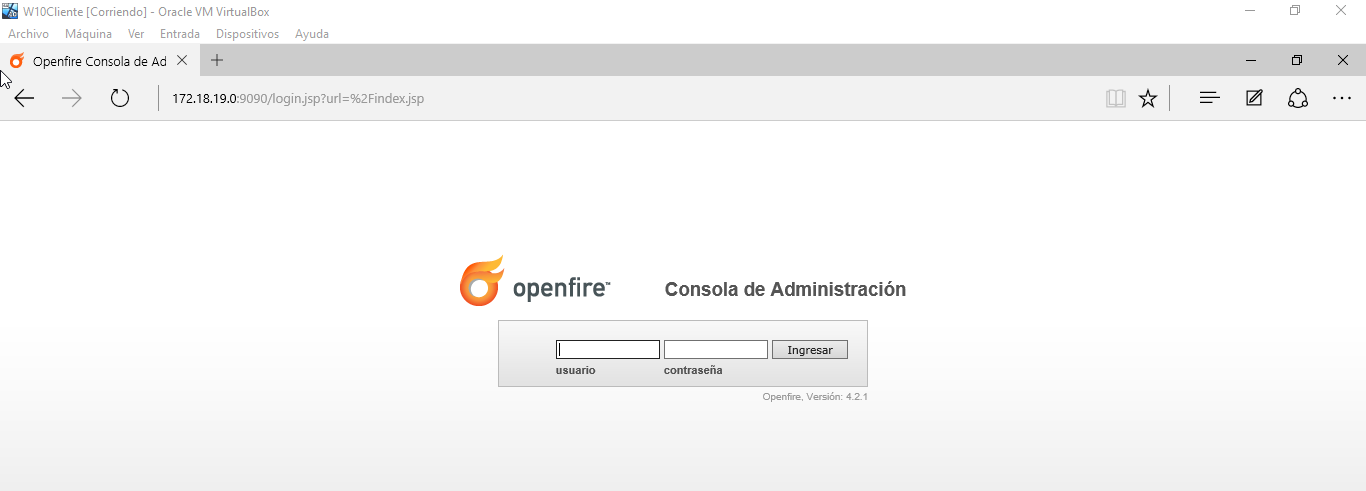 W10Cliente [Corriendo] - Oracle VM VirtualBox
Archivo Máquina Ver Entrada Dispositivos Ayuda
Openfire Consola de Ad
172.18.19.0:9090/login.jsp?url=%2Findex.jsp
openfire™ Consola de Administración
Ingresar
usuario contraseña
Openfire, Versión: 4.2.1